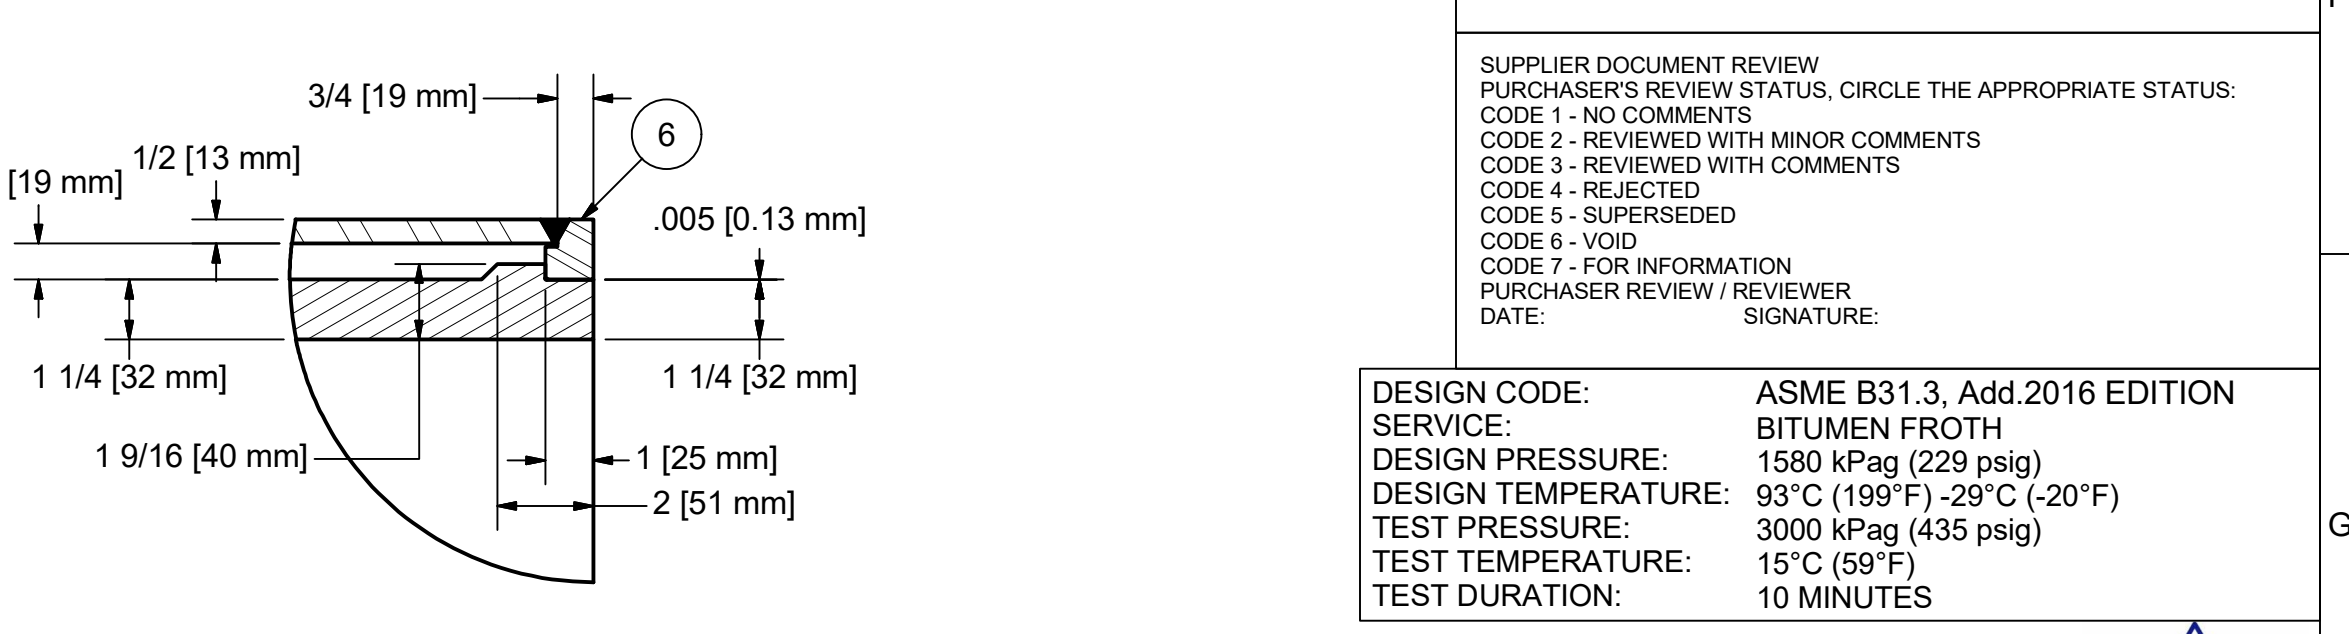 3/4 [19 mm]
6
1/2 [13 mm]
[19 mm]
.005 [0.13 mm]
1 1/4 [32 mm]
1 1/4 [32 mm]
1 9/16 [40 mm]
1 [25 mm]
2 [51 mm]
SUPPLIER DOCUMENT REVIEW
PURCHASER'S REVIEW STATUS, CIRCLE THE APPROPRIATE STATUS:
CODE 1 - NO COMMENTS
CODE 2 - REVIEWED WITH MINOR COMMENTS
CODE 3 - REVIEWED WITH COMMENTS
CODE 4 - REJECTED
CODE 5 - SUPERSEDED
CODE 6 - VOID
CODE 7 - FOR INFORMATION
PURCHASER REVIEW / REVIEWER
DATE: SIGNATURE:
DESIGN CODE: ASME B31.3, Add.2016 EDITION
SERVICE: BITUMEN FROTH
DESIGN PRESSURE: 1580 kPag (229 psig)
DESIGN TEMPERATURE: 93°C (199°F) -29°C (-20°F)
TEST PRESSURE: 3000 kPag (435 psig)
TEST TEMPERATURE: 15°C (59°F)
TEST DURATION: 10 MINUTES
G